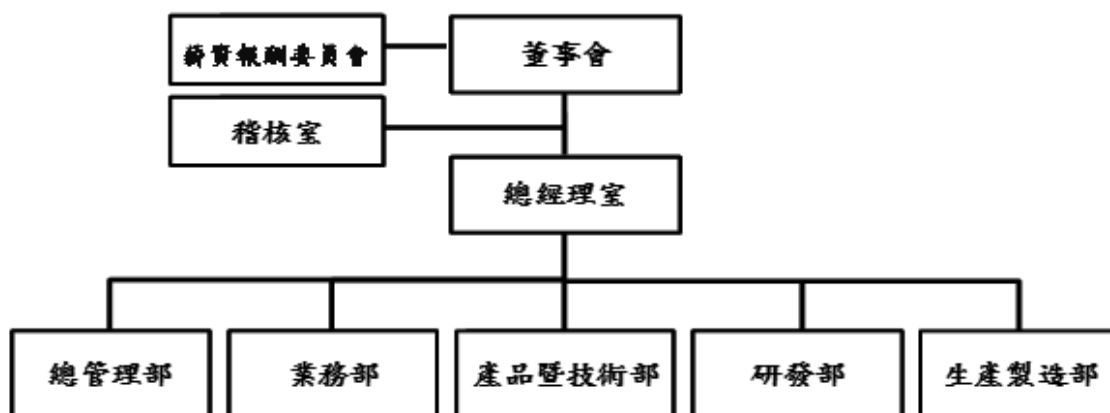 薪資報酬委員會
董事會
稽核室
總經理室
總管理部
業務部
產品暨技術部
研發部
生產製造部